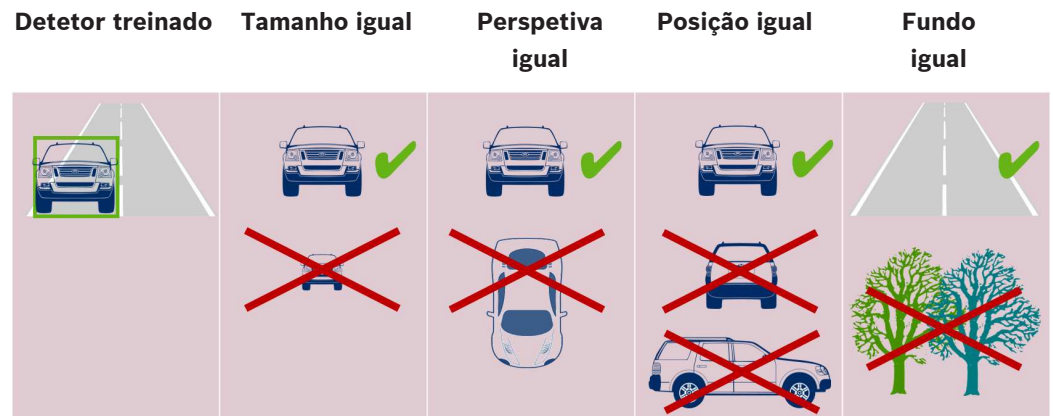 Detetor treinado
Tamanho igual
Perspetiva
igual
Posição igual
Fundo
igual